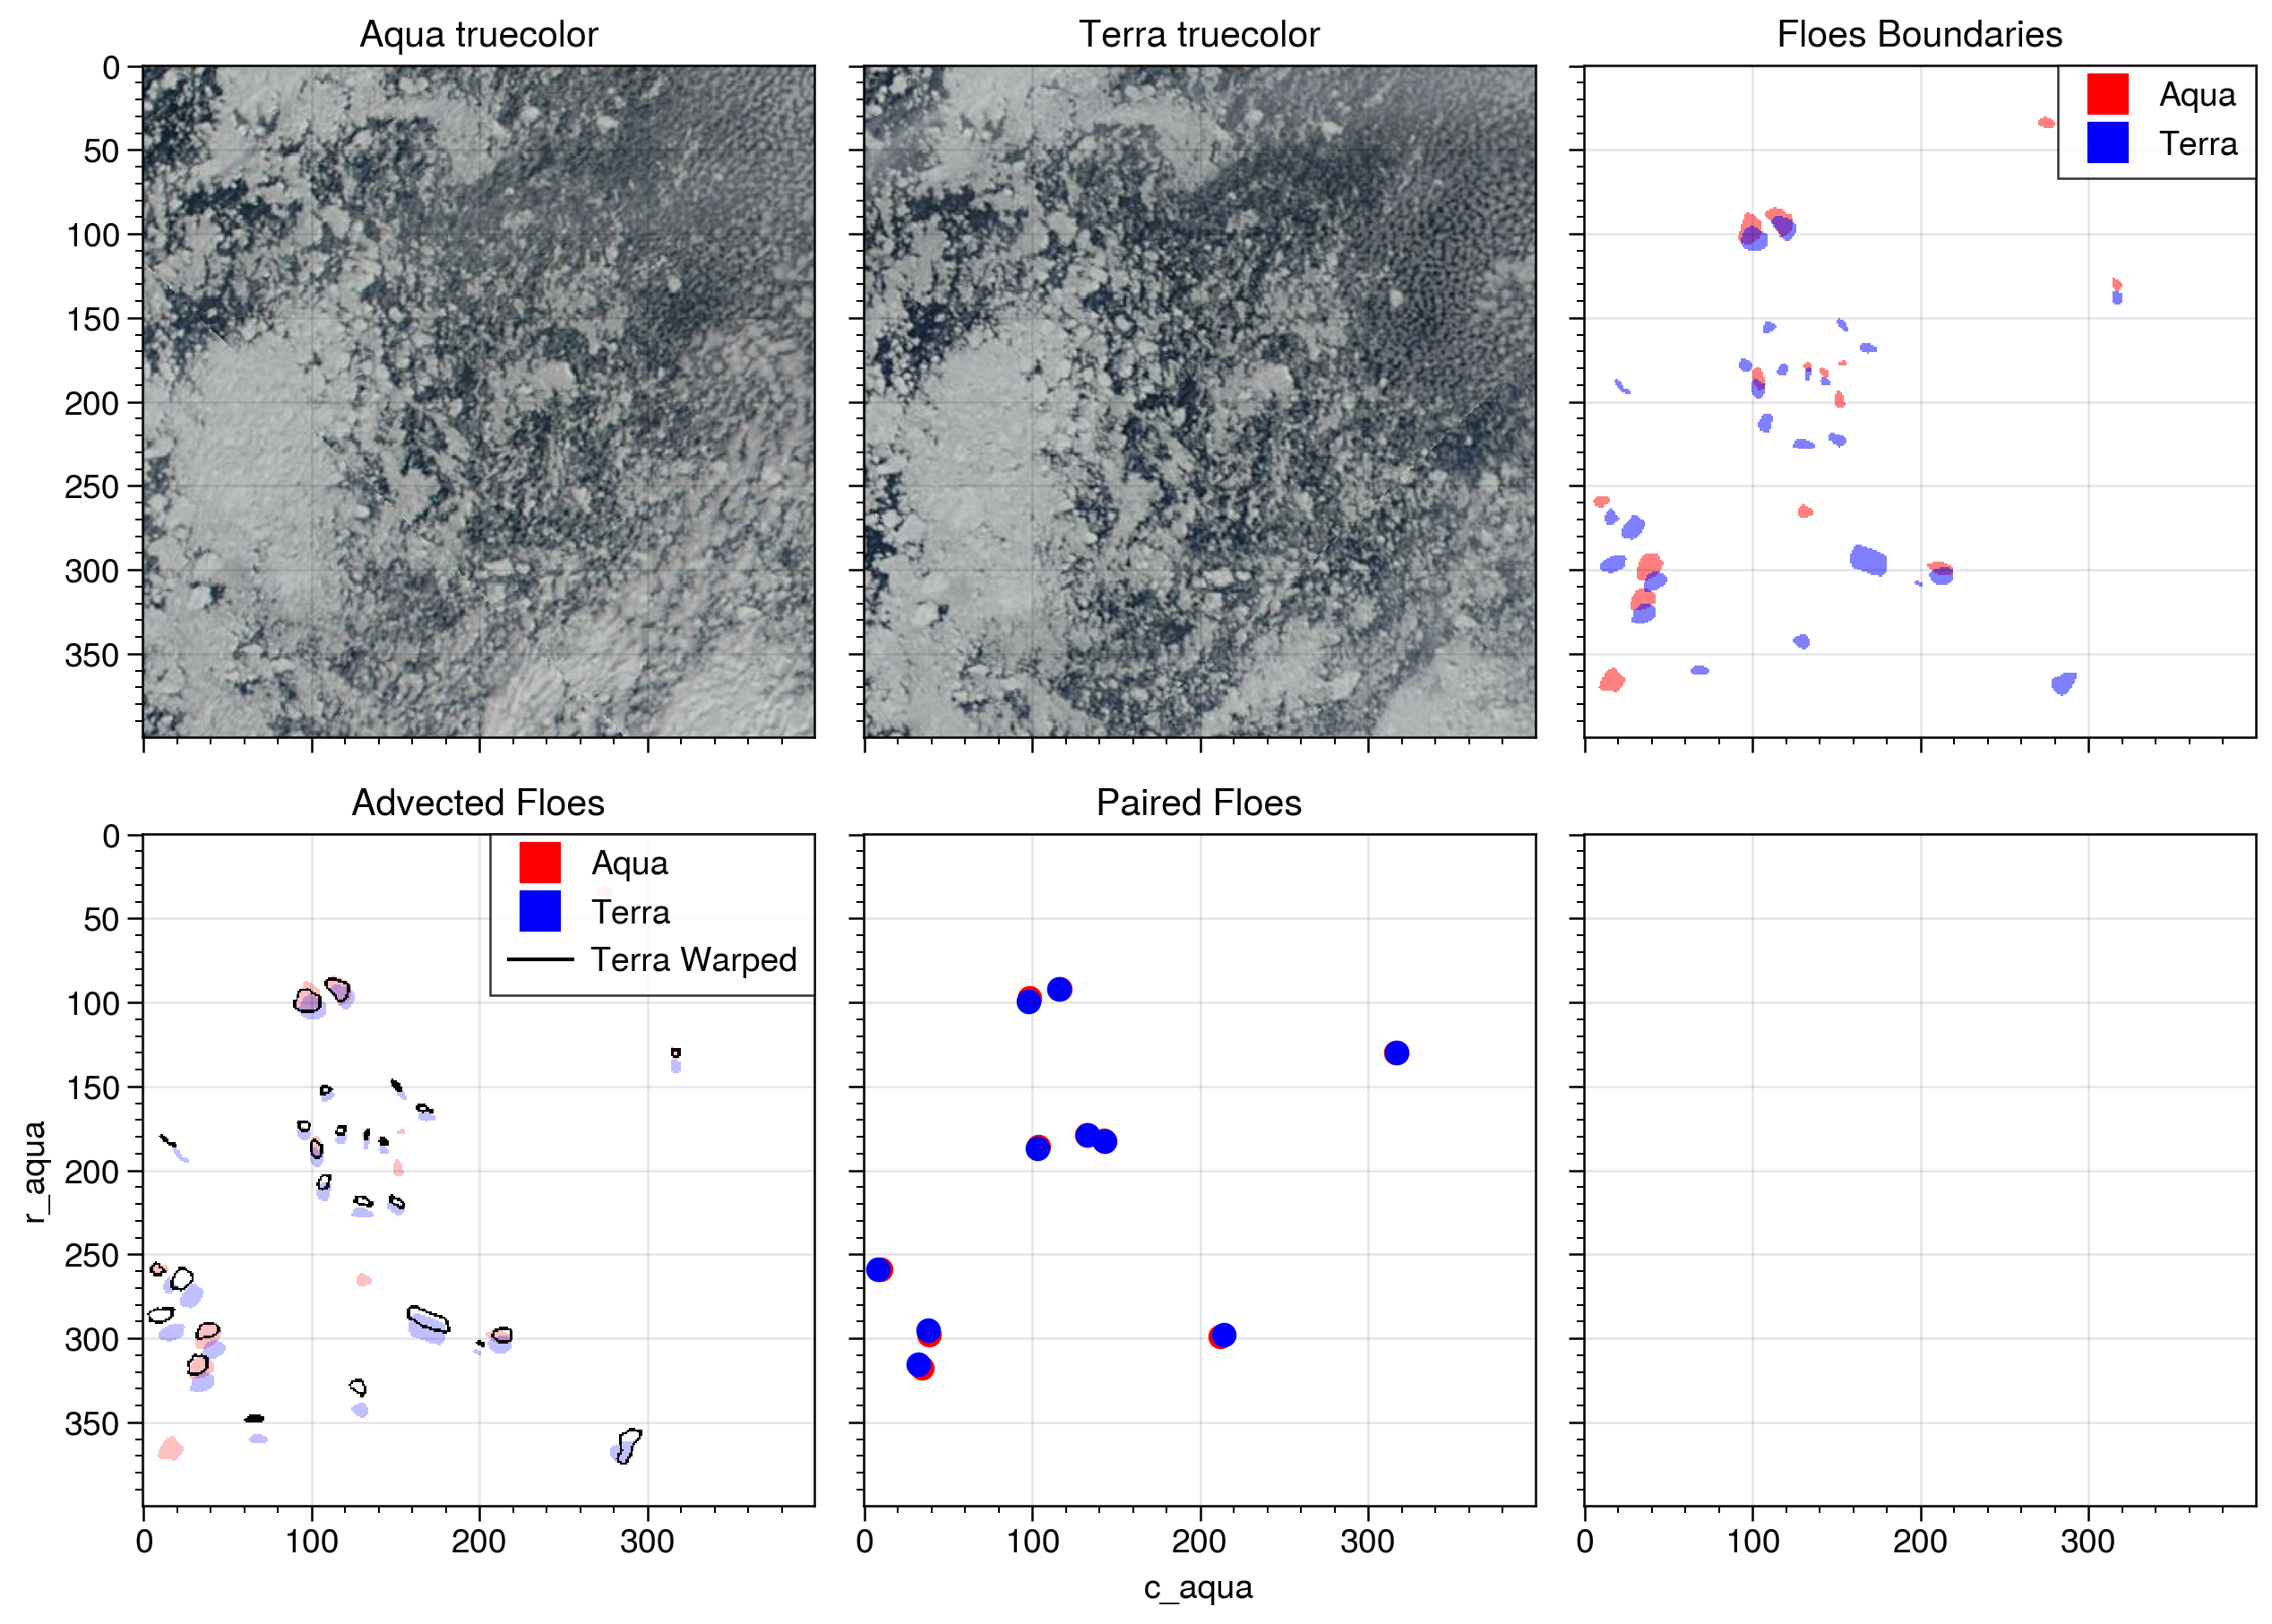 Aqua truecolor
Terra truecolor
Floes Boundaries
0
50
100
150
200
250
300
350
Aqua
Terra
Advected Floes
Paired Floes
0
50
100
150
200
250
300
350
r_aqua
Aqua
Terra
Terra Warped
0 100 200 300
0 100 200 300
0 100 200 300
c_aqua